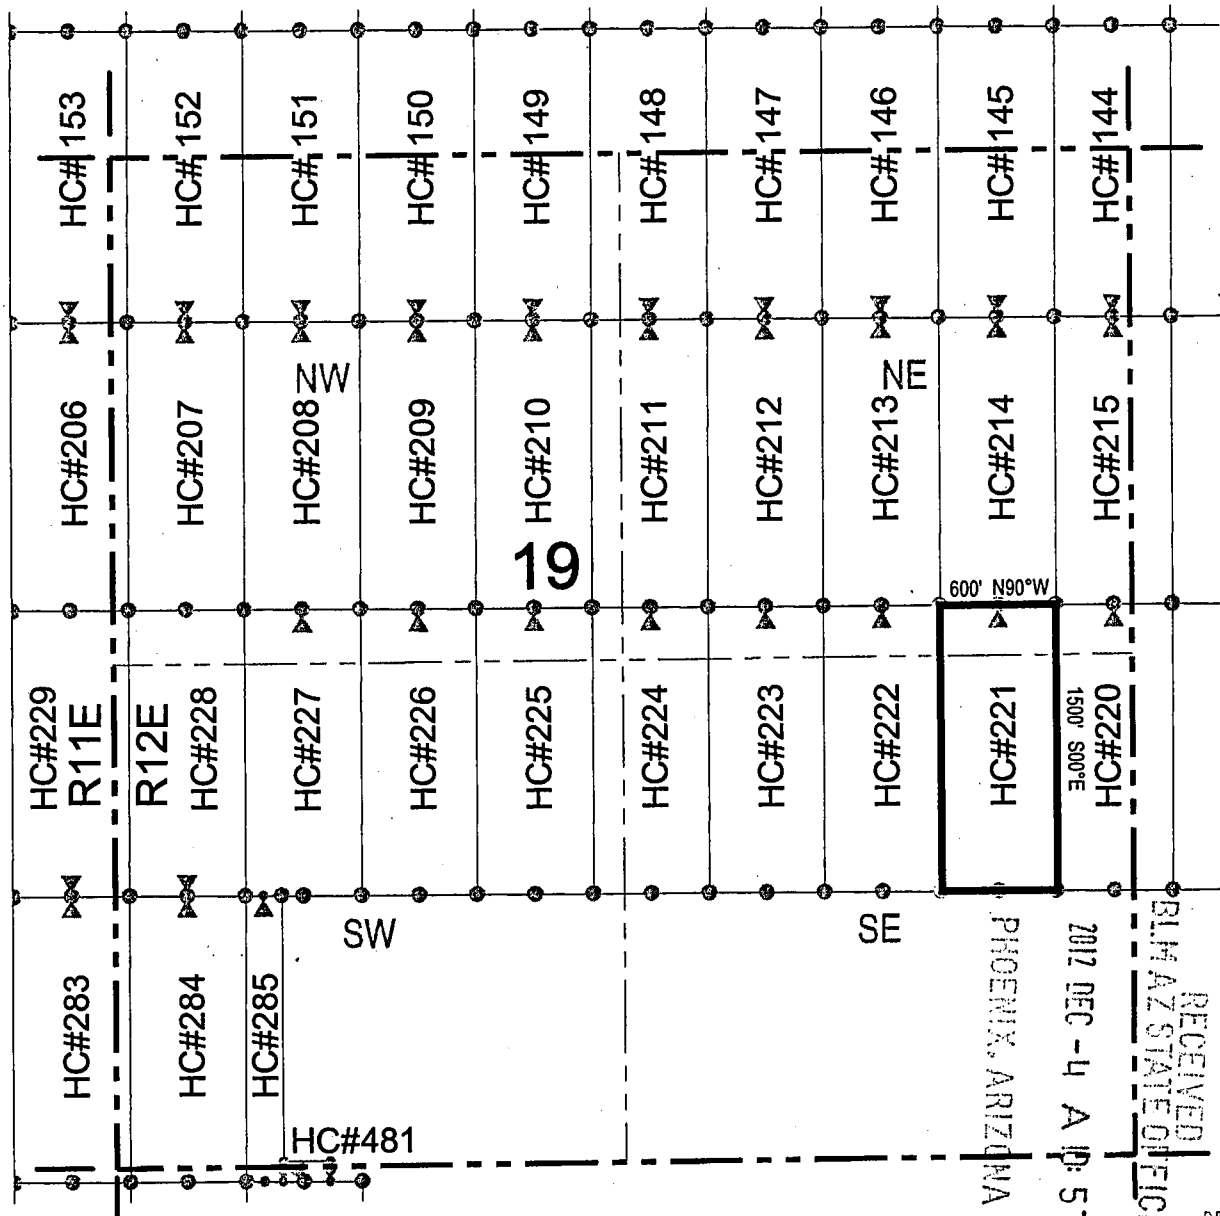 HC# 153
HC# 152
HC# 151
HC# 150
HC# 149
HC# 148
HC# 147
HC# 146
HC# 145
HC# 144
NW
NE
HC#206
HC#207
HC#208
HC#209
HC#210
HC#211
HC#212
HC#213
HC#214
HC#215
19
600' N90°W
HC#229
R11E
R12E
HC#228
HC#227
HC#226
HC#225
HC#224
HC#223
HC#222
HC#221
1500' S00°E
HC#220
SW
SE
HC#283
HC#284
HC#285
HC#481
RECEIVED
BLM AZ STATE OFFIC
2012 DEC -4 A 10: 5
PHOENIX, ARIZONA